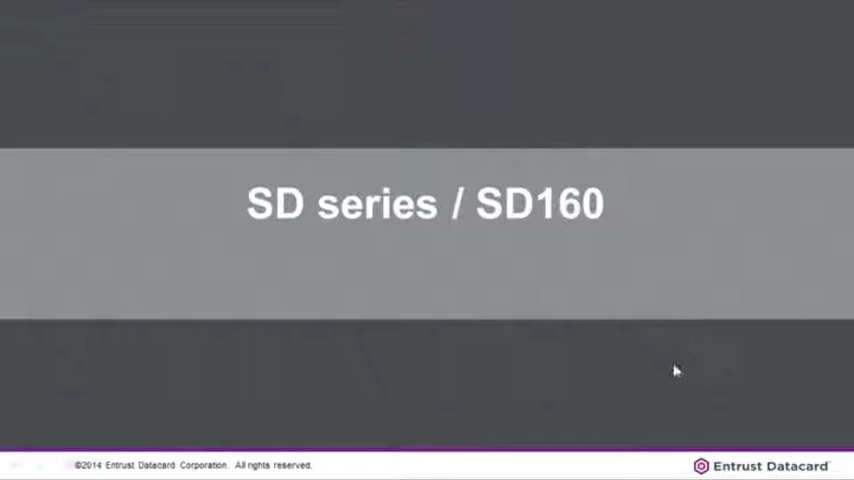 SD series / SD160
©2014 Entrust Datacard Corporation. All rights reserved.
Entrust Datacard